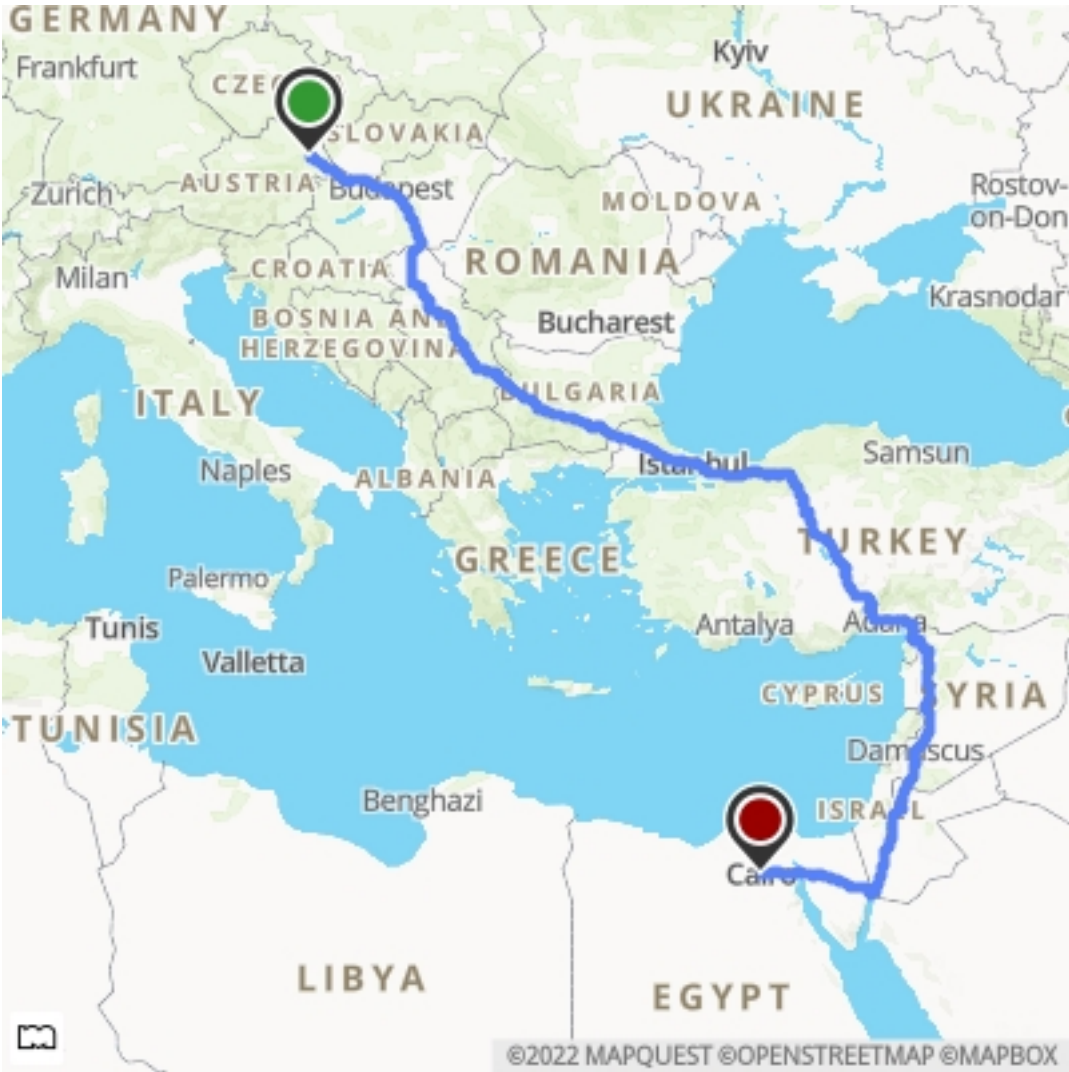 GERMANY
Kyiv
Frankfurt
CZE
UKRAINE
SLOVAKIA
Zurich
AUSTRIA
Budapest
MOLDOVA
Rostov-
on-Don
Milan
CROATIA
ROMANIA
Krasnodar
BOSNIA AN
HERZEGOVINA
Bucharest
ITALY
BULGARIA
Naples
ALBANIA
Istanbul
Samsun
GREECE
TURKEY
Palermo
Tunis
Antalya
Adana
Valletta
CYPRUS
SYRIA
TUNISIA
Damascus
Benghazi
ISRAEL
Cairo
LIBYA
EGYPT
©2022 MAPQUEST ©OPENSTREETMAP ©MAPBOX